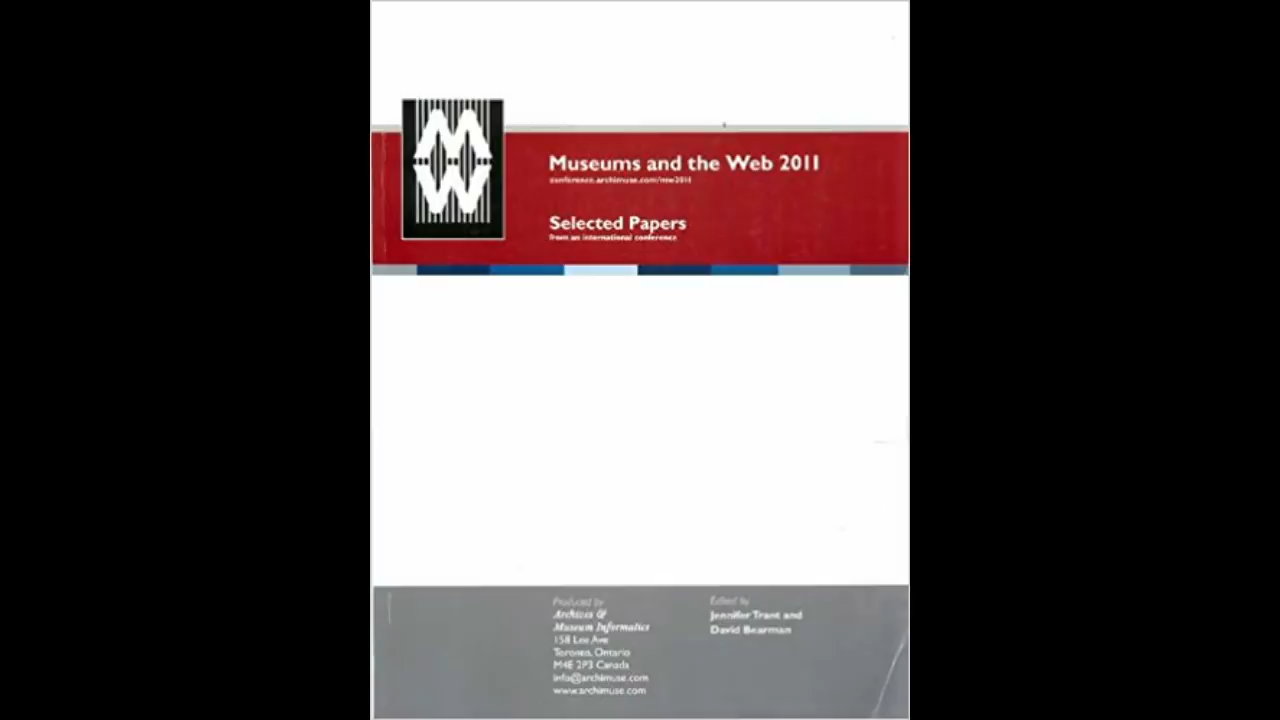 MW
Museums and the Web 2011
conference.archimuse.com/mw2011
Selected Papers
from an international conference
Produced by
Archives &
Museum Informatics
158 Lee Ave
Toronto, Ontario
M4E 2P3 Canada
info@archimuse.com
www.archimuse.com
Edited by
Jennifer Trant and
David Bearman